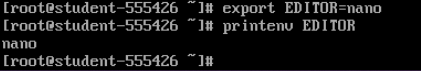 [root@student-555426 ~]# export EDITOR=nano
[root@student-555426 ~]# printenv EDITOR
nano
[root@student-555426 ~]#